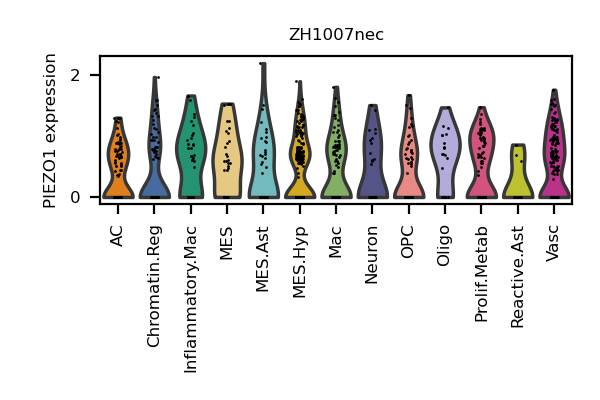 ZH1007nec
PIEZO1 expression
2
0
AC
Chromatin.Reg
Inflammatory.Mac
MES
MES.Ast
MES.Hyp
Mac
Neuron
OPC
Oligo
Prolif.Metab
Reactive.Ast
Vasc